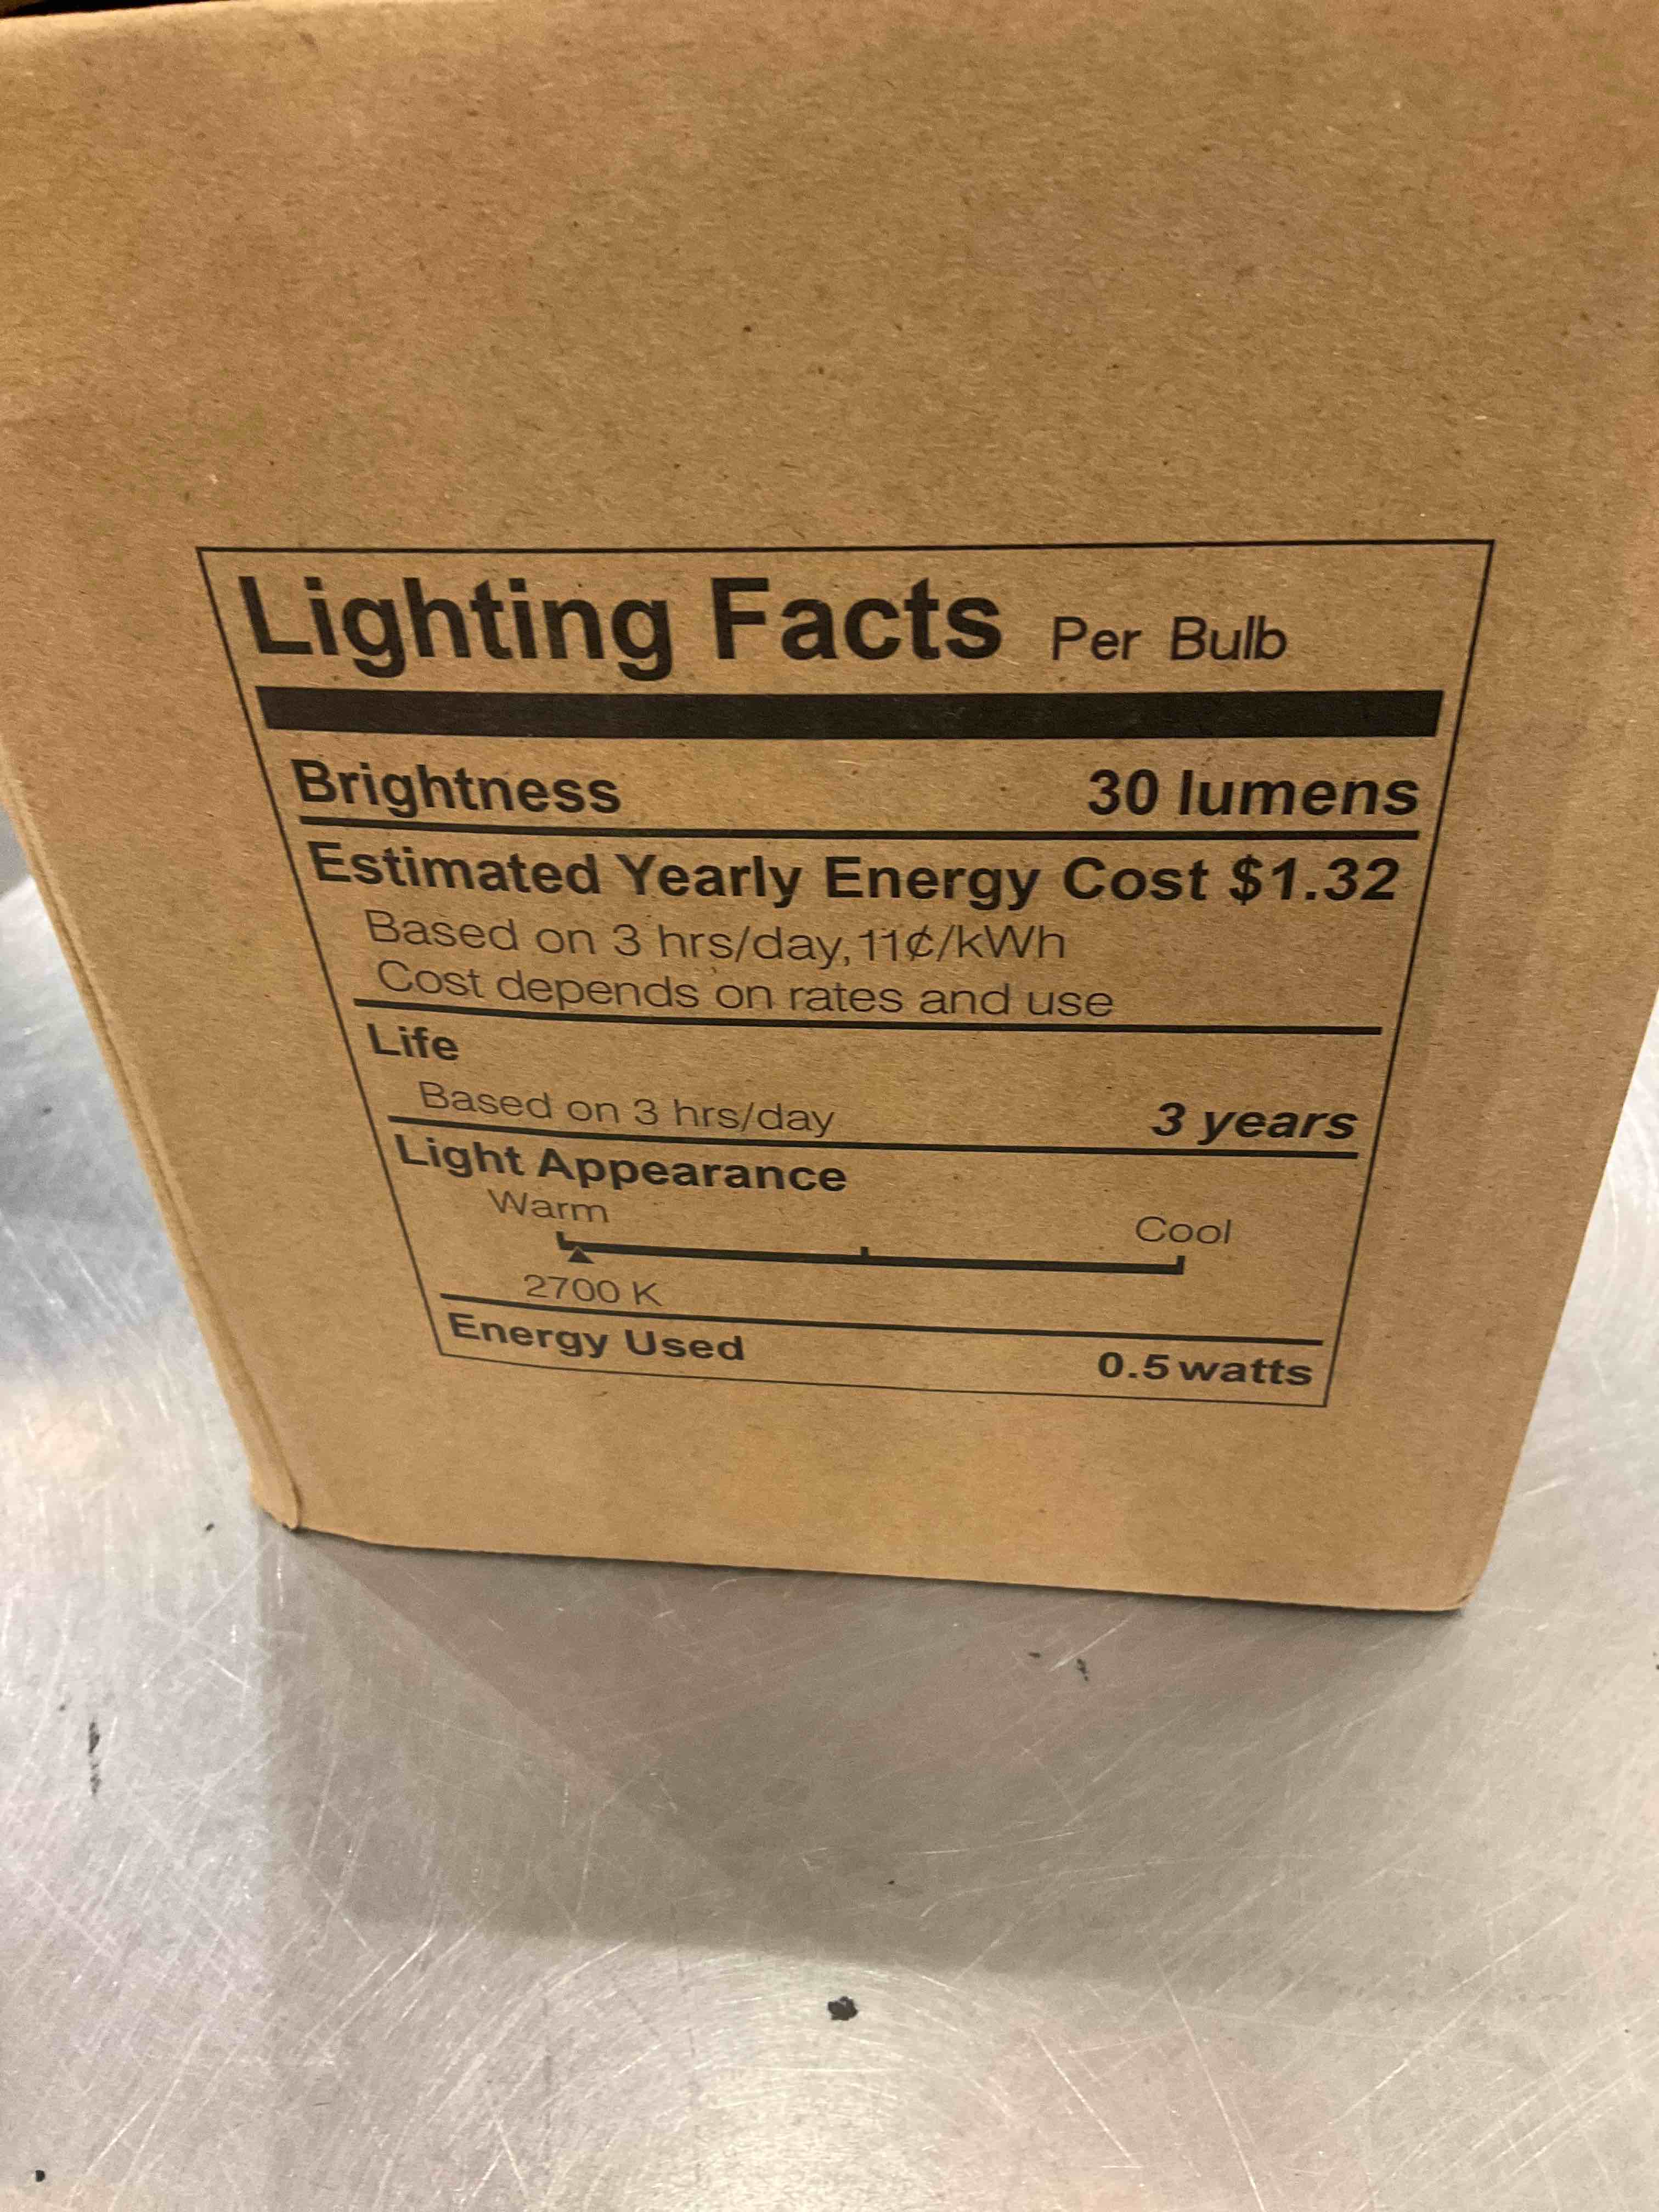 Lighting Facts Per Bulb
Brightness 30 lumens
Estimated Yearly Energy Cost $1.32
Based on 3 hrs/day,11¢/kWh
Cost depends on rates and use
Life
Based on 3 hrs/day 3 years
Light Appearance
Warm Cool
2700 K
Energy Used 0.5 watts